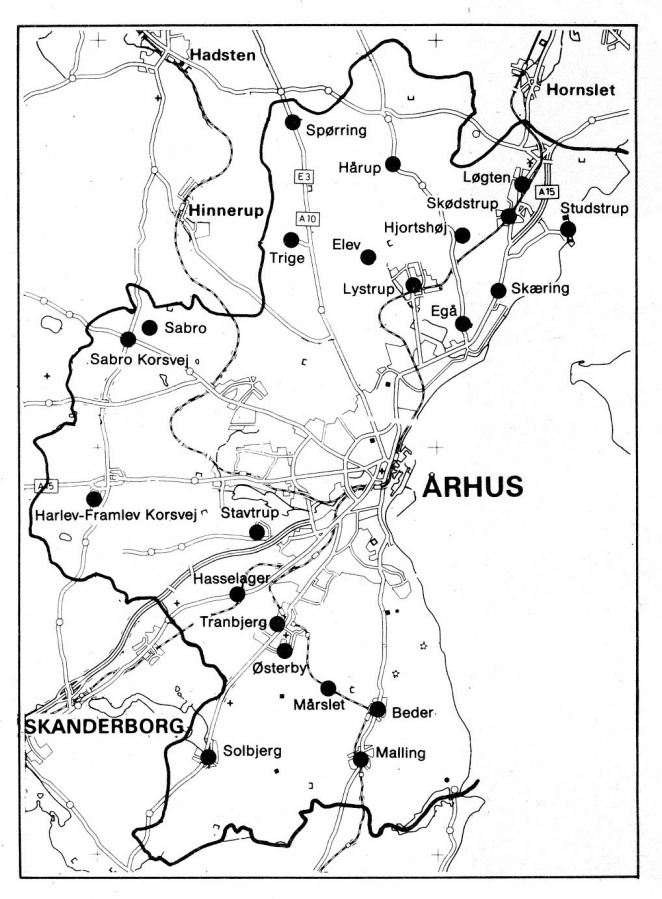 Hadsten
Hornslet
Spørring
Hårup
E3
Løgten
A15
Hinnerup
A10
Skødstrup
Studstrup
Hjortshøj
Elev
Trige
Lystrup
Skæring
Egå
Sabro
Sabro Korsvej
ÅRHUS
Harlev-Framlev Korsvej
Stavtrup
Hasselager
Tranbjerg
Østerby
Mårslet
Beder
SKANDERBORG
Solbjerg
Malling